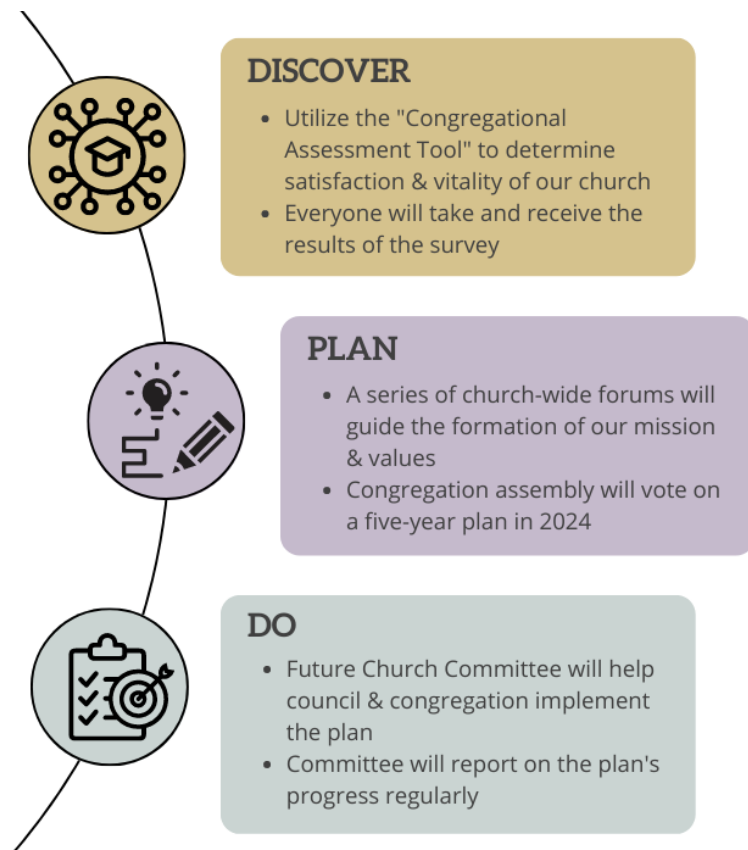 DISCOVER
• Utilize the "Congregational
Assessment Tool" to determine
satisfaction & vitality of our church
• Everyone will take and receive the
results of the survey
PLAN
• A series of church-wide forums will
guide the formation of our mission
& values
• Congregation assembly will vote on
a five-year plan in 2024
DO
• Future Church Committee will help
council & congregation implement
the plan
• Committee will report on the plan's
progress regularly